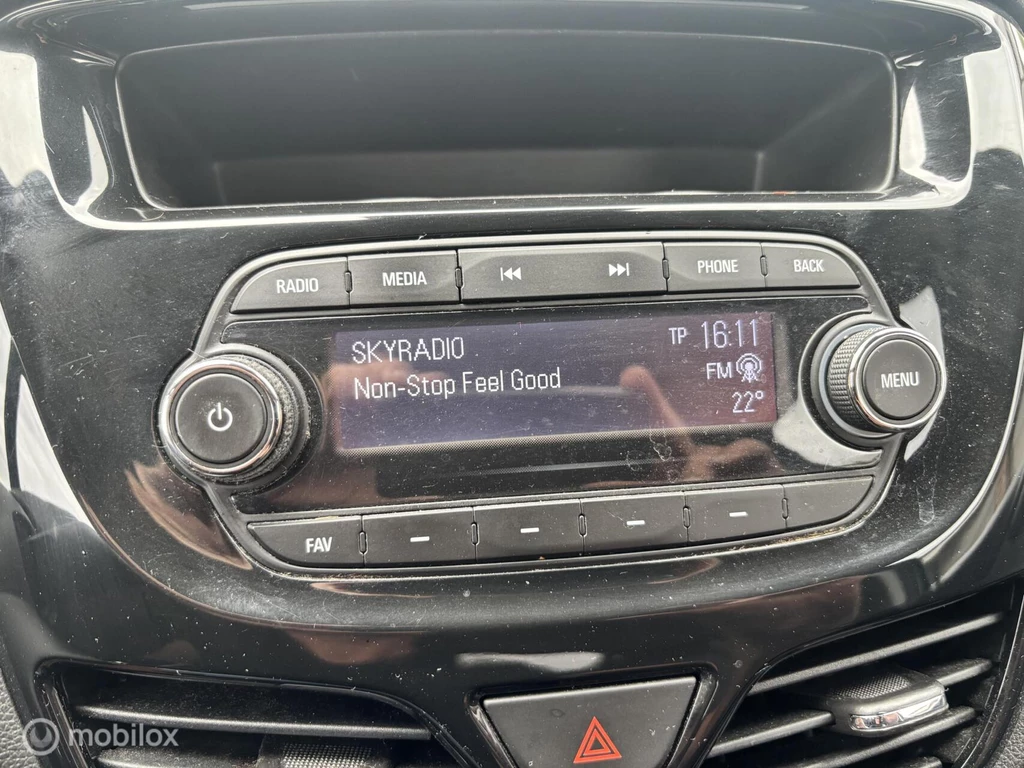 RADIO MEDIA PHONE BACK
SKYRADIO TP 16:11
Non-Stop Feel Good FM
22°
MENU
FAV
mobilox